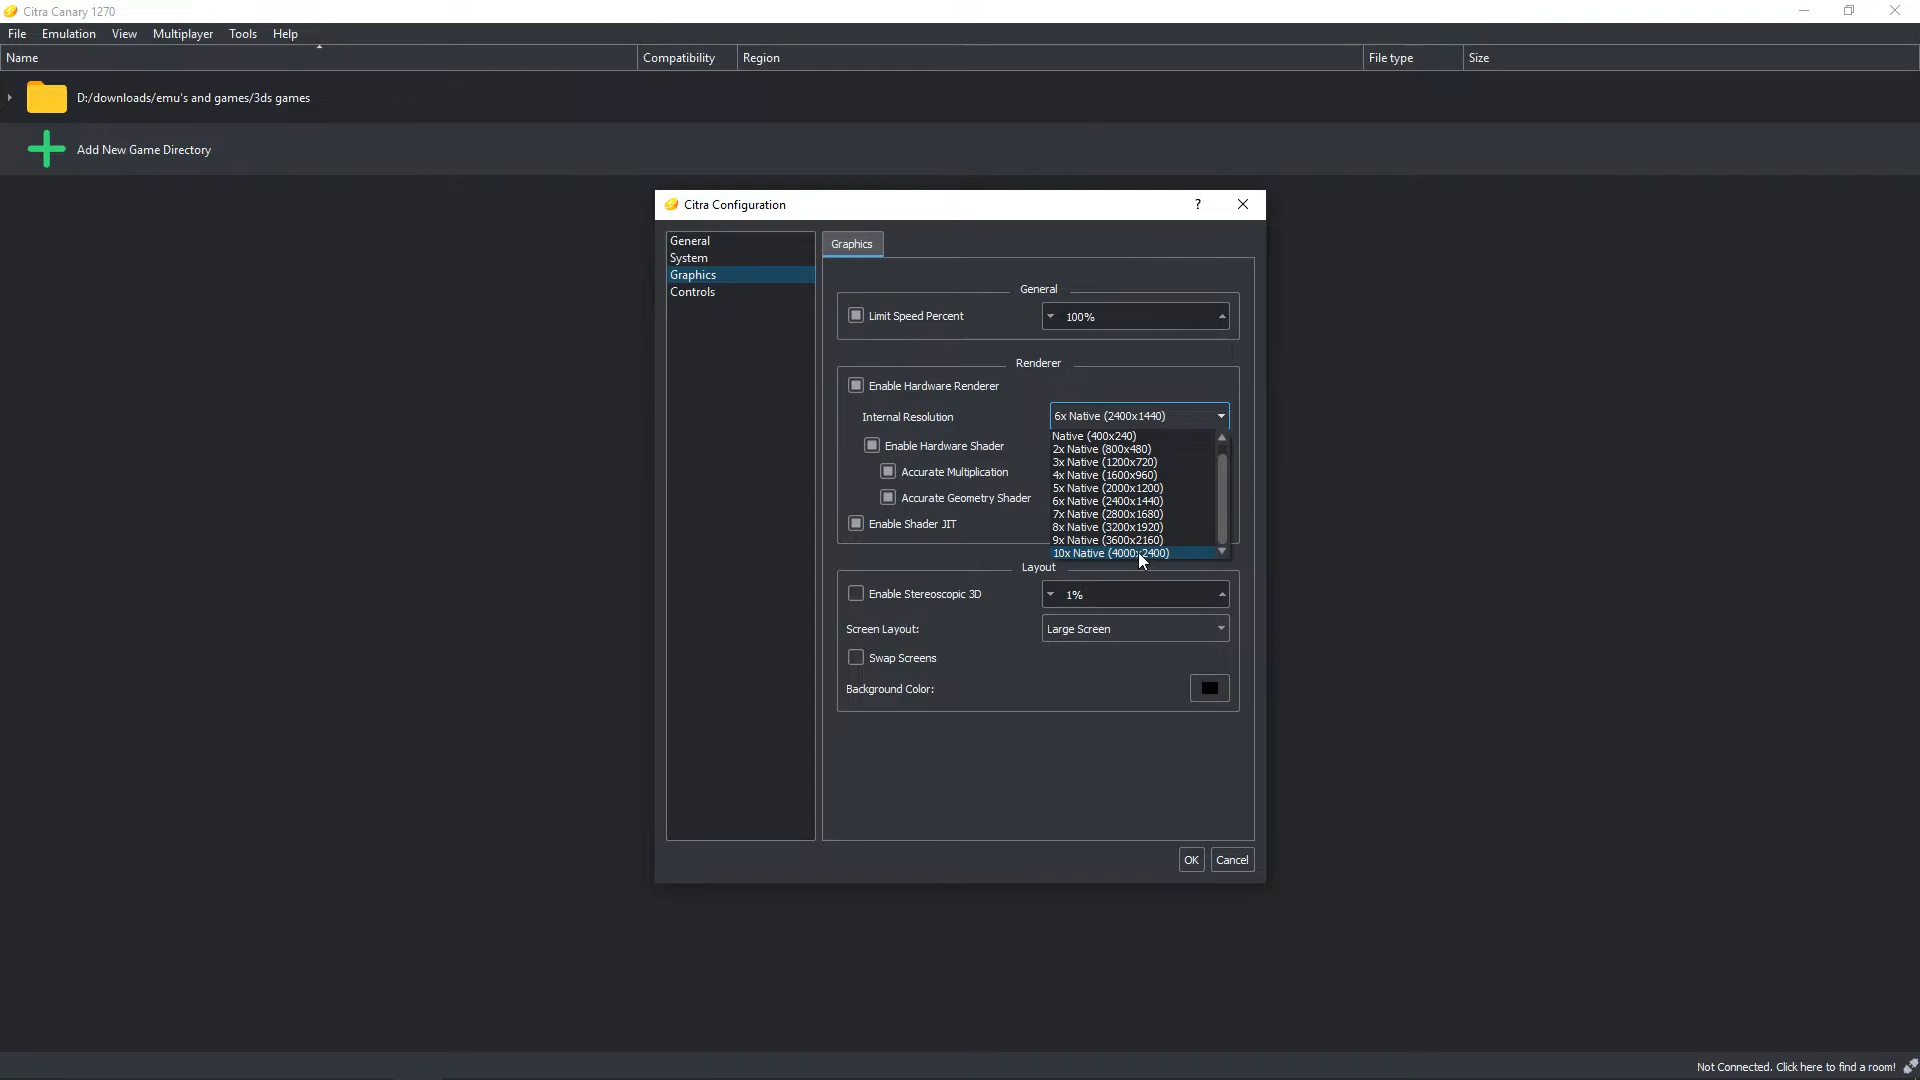 Citra Canary 1270
File Emulation View Multiplayer Tools Help
Name Compatibility Region File type Size
D:/downloads/emu's and games/3ds games
Add New Game Directory
Citra Configuration ?
General
System
Graphics
Controls
Graphics
General
Limit Speed Percent 100%
Renderer
Enable Hardware Renderer
Internal Resolution 6x Native (2400x1440)
Native (400x240)
2x Native (800x480)
3x Native (1200x720)
4x Native (1600x960)
5x Native (2000x1200)
6x Native (2400x1440)
7x Native (2800x1680)
8x Native (3200x1920)
9x Native (3600x2160)
10x Native (4000x2400)
Enable Hardware Shader
Accurate Multiplication
Accurate Geometry Shader
Enable Shader JIT
Layout
Enable Stereoscopic 3D 1%
Screen Layout: Large Screen
Swap Screens
Background Color:
OK Cancel
Not Connected. Click here to find a room!